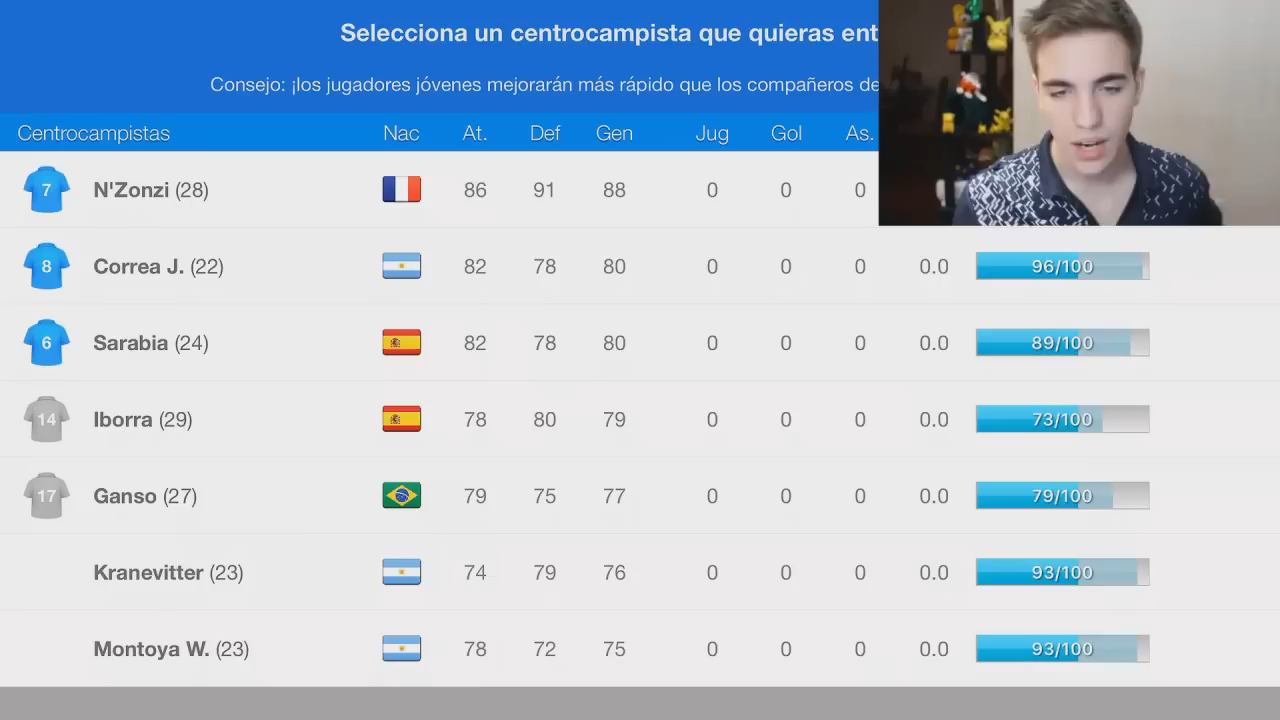 Selecciona un centrocampista que quieras ent
Consejo: ¡los jugadores jóvenes mejorarán más rápido que los compañeros de
Centrocampistas Nac At. Def Gen Jug Gol As.
7 N'Zonzi (28) 86 91 88 0 0 0
8 Correa J. (22) 82 78 80 0 0 0 0.0 96/100
6 Sarabia (24) 82 78 80 0 0 0 0.0 89/100
14 Iborra (29) 78 80 79 0 0 0 0.0 73/100
17 Ganso (27) 79 75 77 0 0 0 0.0 79/100
Kranevitter (23) 74 79 76 0 0 0 0.0 93/100
Montoya W. (23) 78 72 75 0 0 0 0.0 93/100